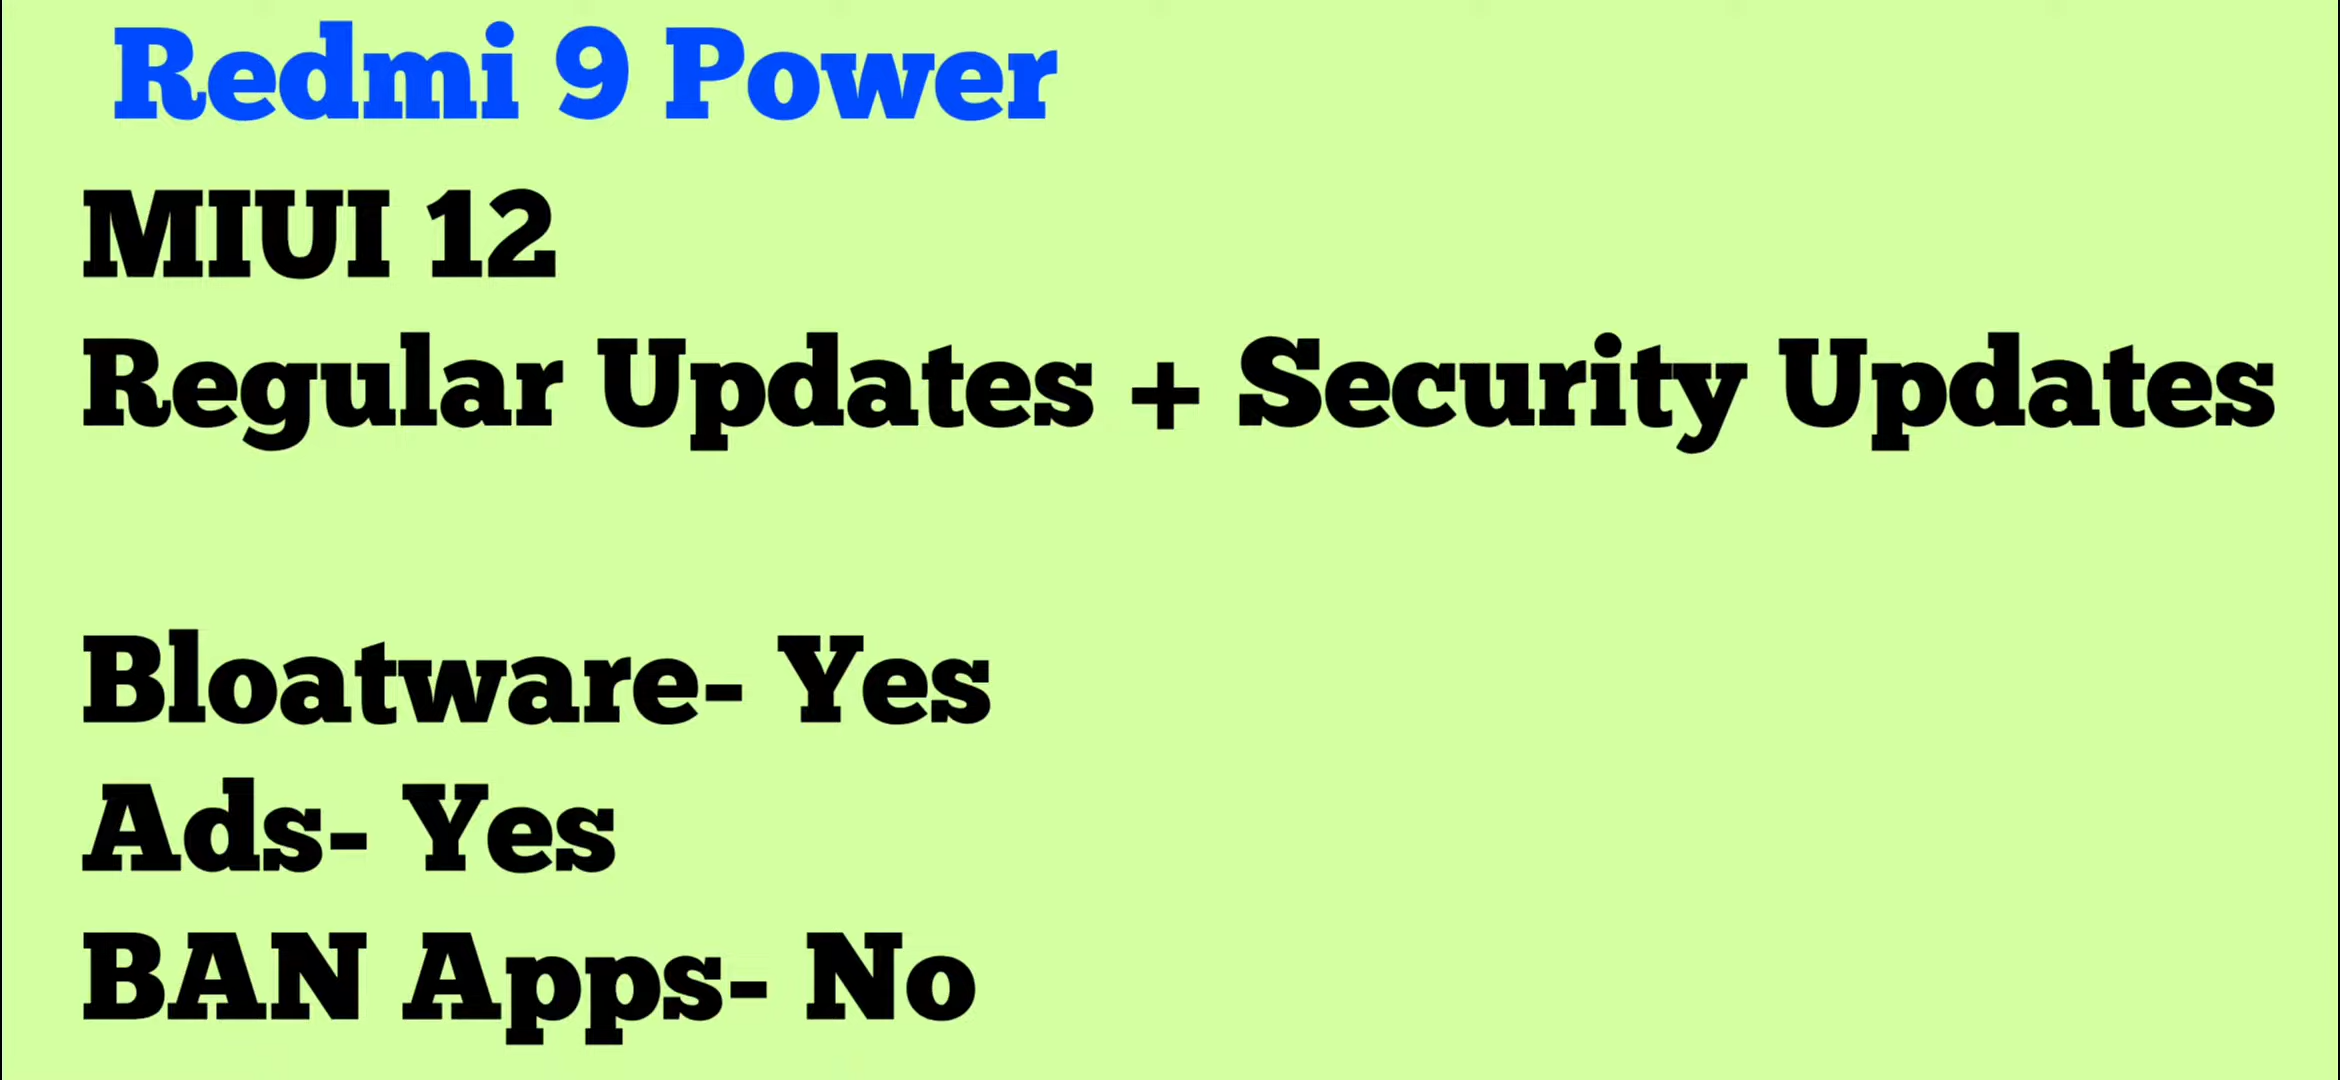 Redmi 9 Power
MIUI 12
Regular Updates + Security Updates
Bloatware- Yes
Ads- Yes
BAN Apps- No